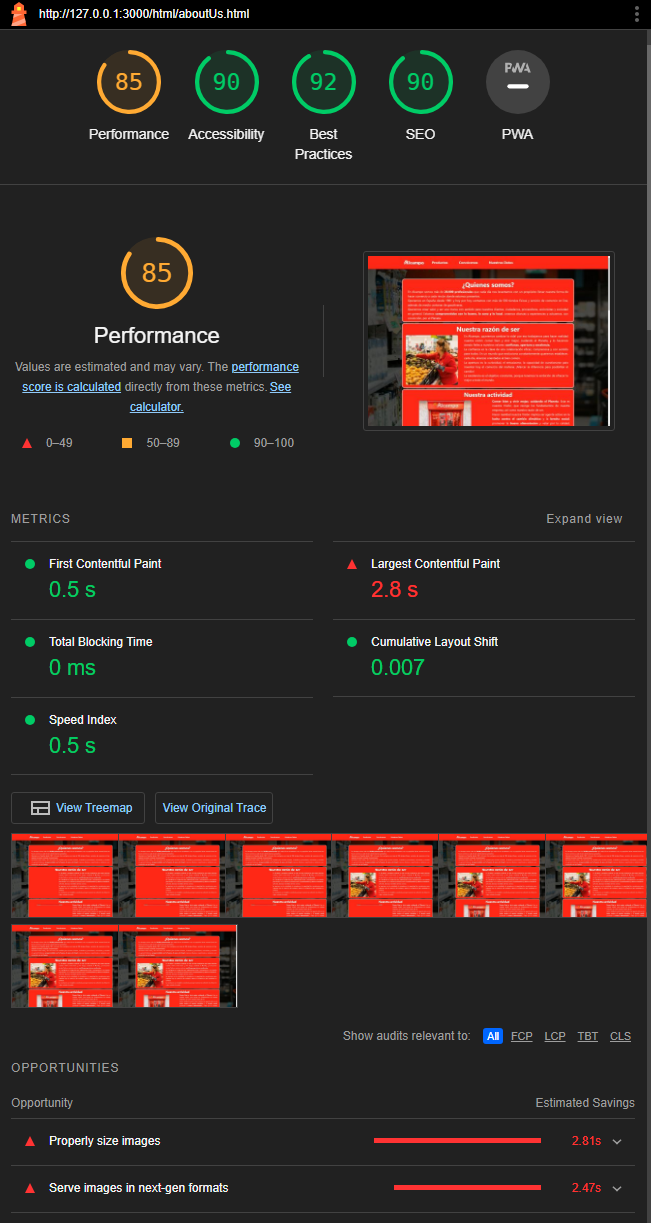 http://127.0.0.1:3000/html/aboutUs.html
85 90 92 90 PWA
Performance Accessibility Best Practices SEO PWA
85
Performance
Values are estimated and may vary. The performance
score is calculated directly from these metrics. See
calculator.
0–49 50–89 90–100
¿Quienes somos?
Nuestra razón de ser
Nuestra actividad
METRICS Expand view
First Contentful Paint
0.5 s
Largest Contentful Paint
2.8 s
Total Blocking Time
0 ms
Cumulative Layout Shift
0.007
Speed Index
0.5 s
View Treemap View Original Trace
Show audits relevant to: All FCP LCP TBT CLS
OPPORTUNITIES
Opportunity Estimated Savings
Properly size images 2.81s
Serve images in next-gen formats 2.47s